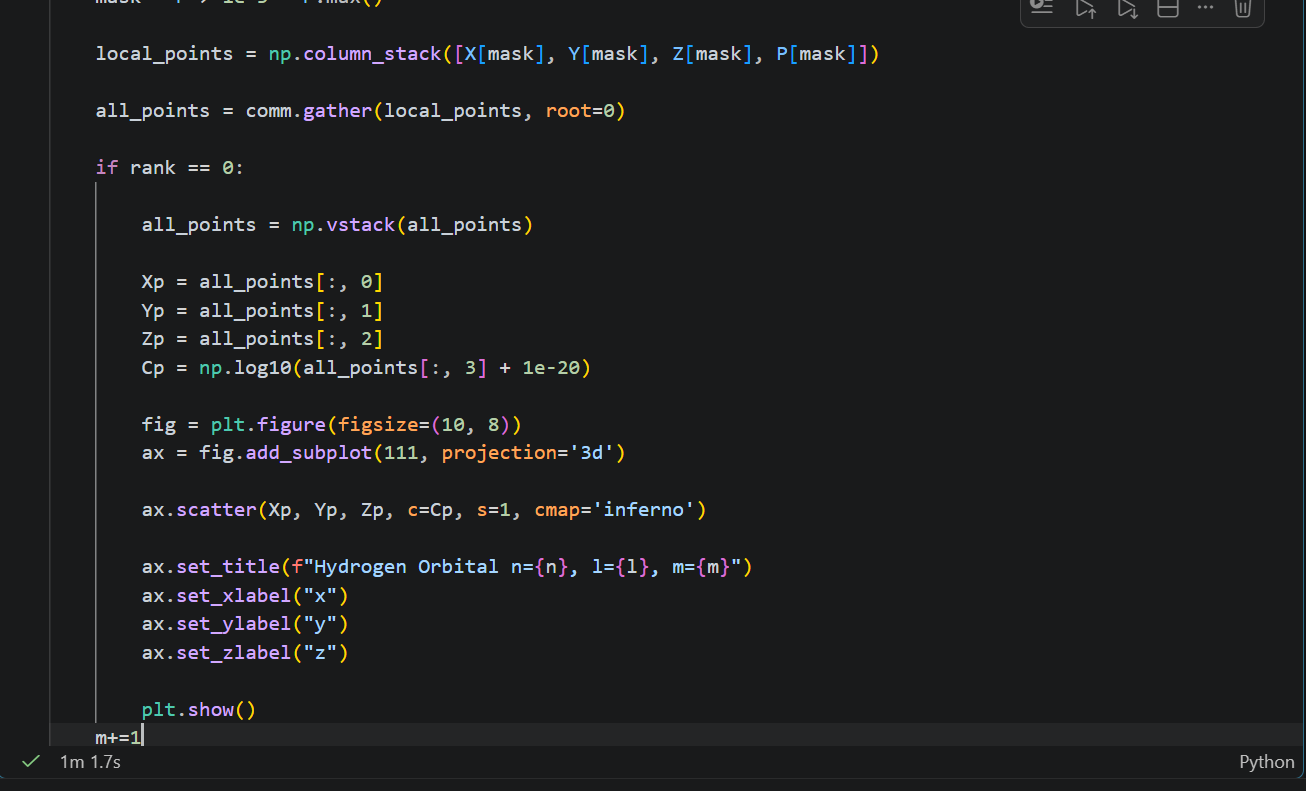 local_points = np.column_stack([X[mask], Y[mask], Z[mask], P[mask]])
all_points = comm.gather(local_points, root=0)
if rank == 0:
all_points = np.vstack(all_points)
Xp = all_points[:, 0]
Yp = all_points[:, 1]
Zp = all_points[:, 2]
Cp = np.log10(all_points[:, 3] + 1e-20)
fig = plt.figure(figsize=(10, 8))
ax = fig.add_subplot(111, projection='3d')
ax.scatter(Xp, Yp, Zp, c=Cp, s=1, cmap='inferno')
ax.set_title(f"Hydrogen Orbital n={n}, l={l}, m={m}")
ax.set_xlabel("x")
ax.set_ylabel("y")
ax.set_zlabel("z")
plt.show()
m+=1
1m 1.7s
Python